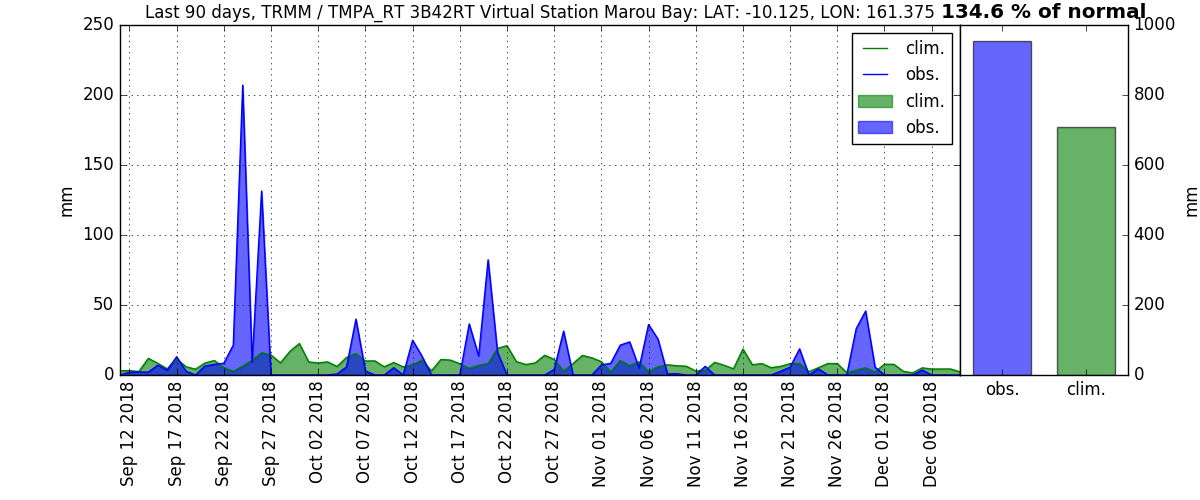 Last 90 days, TRMM / TMPA_RT 3B42RT Virtual Station Marou Bay: LAT: -10.125, LON: 161.375 134.6 % of normal
250
200
150
100
50
0
mm
clim.
obs.
clim.
obs.
1000
800
600
400
200
0
mm
Sep 12 2018
Sep 17 2018
Sep 22 2018
Sep 27 2018
Oct 02 2018
Oct 07 2018
Oct 12 2018
Oct 17 2018
Oct 22 2018
Oct 27 2018
Nov 01 2018
Nov 06 2018
Nov 11 2018
Nov 16 2018
Nov 21 2018
Nov 26 2018
Dec 01 2018
Dec 06 2018
obs.
clim.